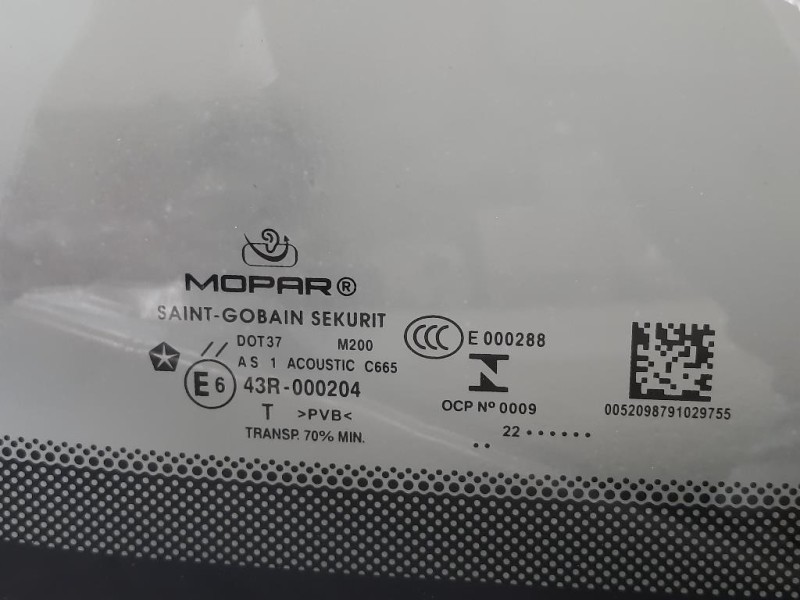 MOPAR®
SAINT-GOBAIN SEKURIT
DOT37 M200
// AS 1 ACOUSTIC C665
E6 43R-000204
T >PVB<
TRANSP. 70% MIN.
CCC E 000288
OCP Nº 0009
22 ••••••
••
0052098791029755